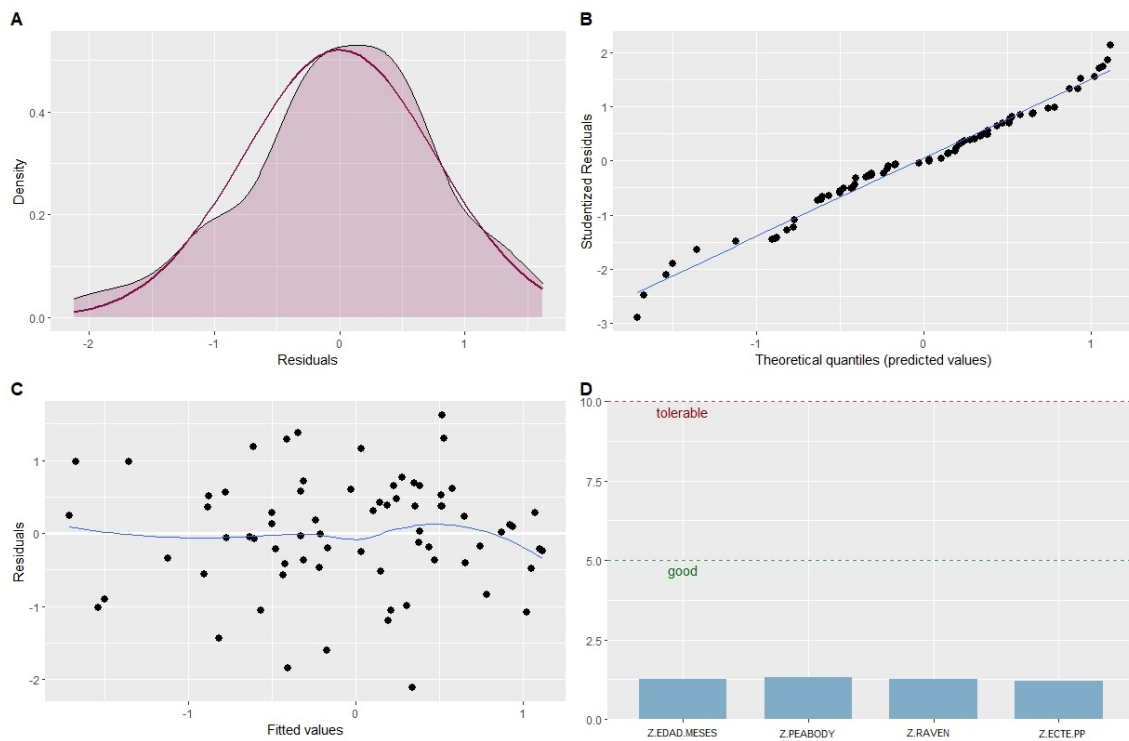 A
Density
0.4
0.2
0.0
-2
-1
0
1
Residuals
B
Studentized Residuals
2
1
0
-1
-2
-3
-1
0
1
Theoretical quantiles (predicted values)
C
Residuals
1
0
-1
-2
-1
0
1
Fitted values
D
10.0
tolerable
7.5
5.0
good
2.5
0.0
Z.EDAD.MESES
Z.PEABODY
Z.RAVEN
Z.ECTE.PP